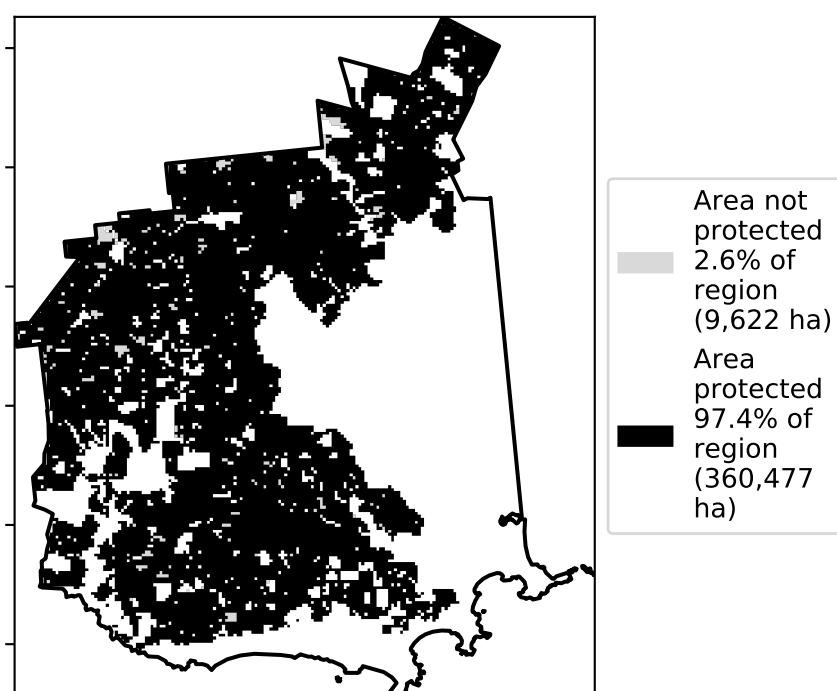 Area not
protected
2.6% of
region
(9,622 ha)
Area
protected
97.4% of
region
(360,477
ha)